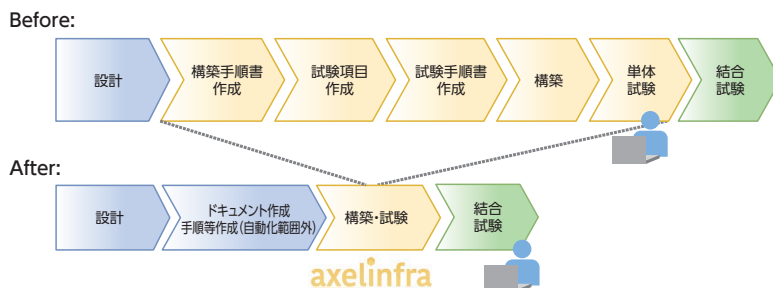 Before:
設計
構築手順書
作成
試験項目
作成
試験手順書
作成
構築
単体
試験
結合
試験
After:
設計
ドキュメント作成
手順等作成(自動化範囲外)
構築・試験
結合
試験
axelinfra